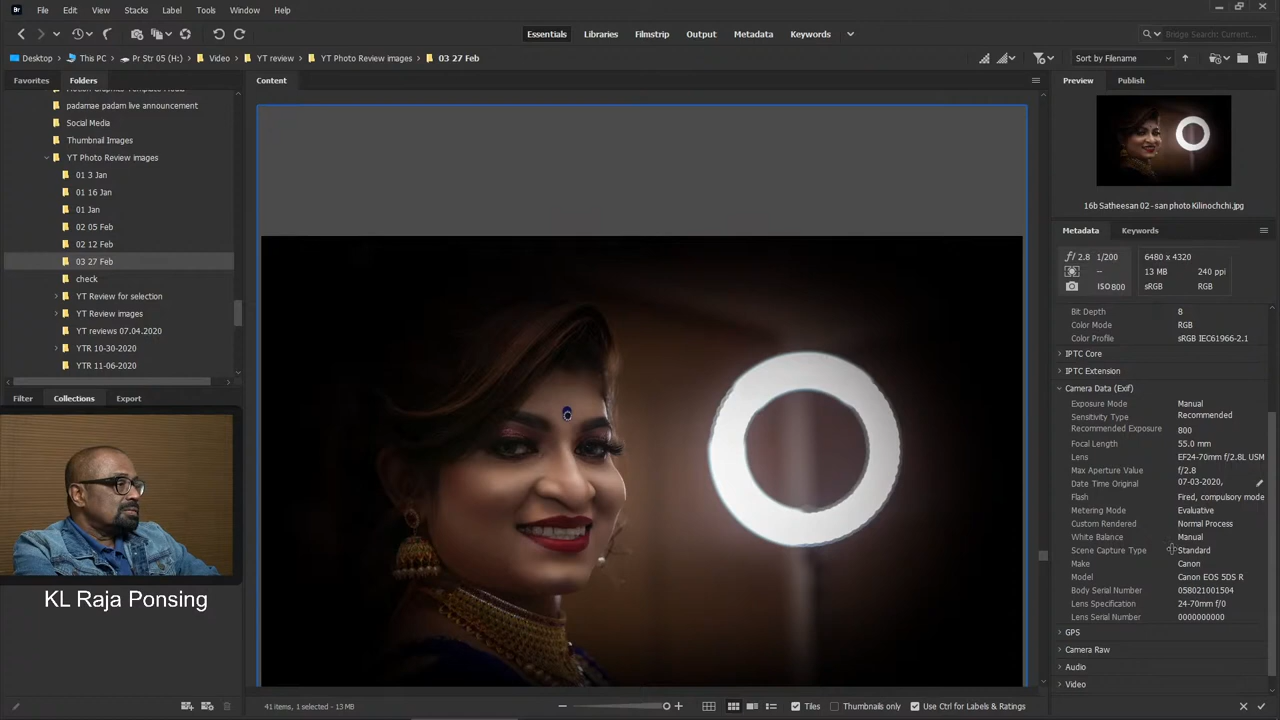 Br File Edit View Stacks Label Tools Window Help
Essentials Libraries Filmstrip Output Metadata Keywords
Bridge Search: Current...
Desktop This PC Pr Str 05 (H:) Video YT review YT Photo Review images 03 27 Feb
Sort by Filename
Favorites Folders
Motion Graphics Template Media
padamae padam live announcement
Social Media
Thumbnail Images
YT Photo Review images
01 3 Jan
01 16 Jan
01 Jan
02 05 Feb
02 12 Feb
03 27 Feb
check
YT Review for selection
YT Review images
YT reviews 07.04.2020
YTR 10-30-2020
YTR 11-06-2020
Filter Collections Export
KL Raja Ponsing
Content
41 items, 1 selected - 13 MB
Tiles Thumbnails only Use Ctrl for Labels & Ratings
Preview Publish
16b Satheesan 02 - san photo Kilinochchi.jpg
Metadata Keywords
f/ 2.8 1/200
--
ISO 800
6480 x 4320
13 MB 240 ppi
sRGB RGB
Bit Depth 8
Color Mode RGB
Color Profile sRGB IEC61966-2.1
IPTC Core
IPTC Extension
Camera Data (Exif)
Exposure Mode Manual
Sensitivity Type Recommended
Recommended Exposure 800
Focal Length 55.0 mm
Lens EF24-70mm f/2.8L USM
Max Aperture Value f/2.8
Date Time Original 07-03-2020,
Flash Fired, compulsory mode
Metering Mode Evaluative
Custom Rendered Normal Process
White Balance Manual
Scene Capture Type Standard
Make Canon
Model Canon EOS 5DS R
Body Serial Number 058021001504
Lens Specification 24-70mm f/0
Lens Serial Number 0000000000
GPS
Camera Raw
Audio
Video